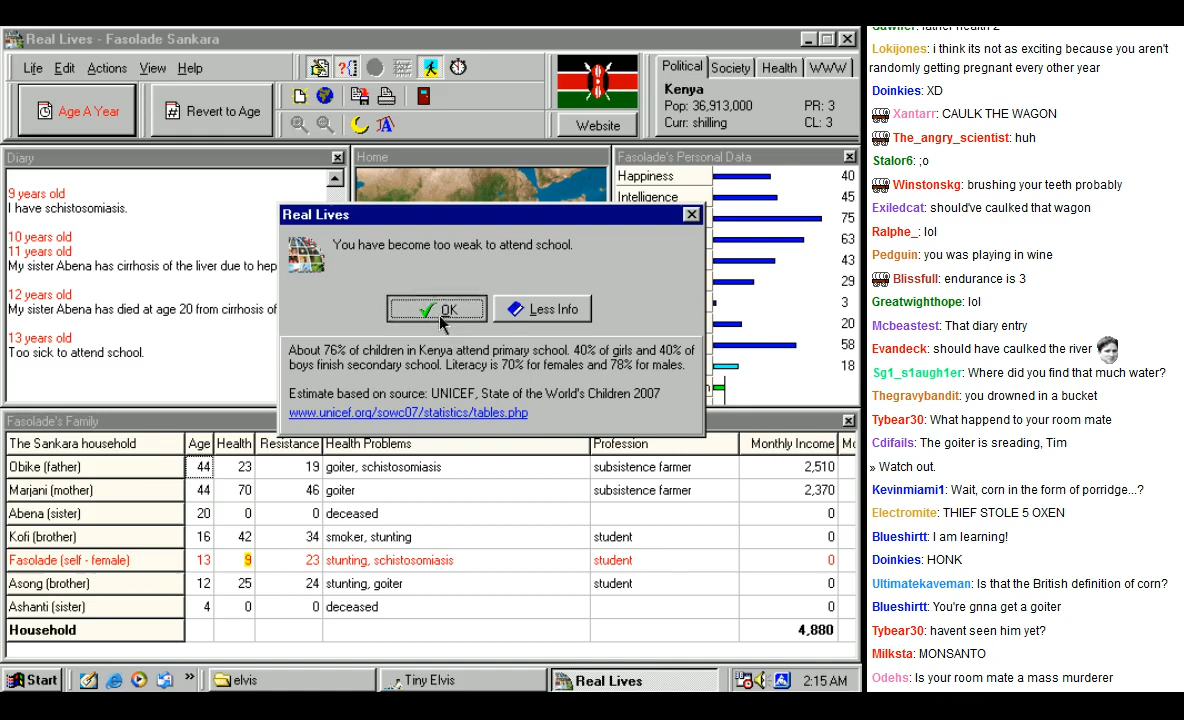 Real Lives - Fasolade Sankara
Life Edit Actions View Help
Age A Year
Revert to Age
Website
Political Society Health WWW
Kenya
Pop: 36,913,000 PR: 3
Curr: shilling CL: 3
Diary
9 years old
I have schistosomiasis.
10 years old
11 years old
My sister Abena has cirrhosis of the liver due to hep
12 years old
My sister Abena has died at age 20 from cirrhosis of
13 years old
Too sick to attend school.
Home
Fasolade's Personal Data
Happiness 40
Intelligence 45
75
63
43
29
3
20
58
18
Real Lives
You have become too weak to attend school.
OK
Less Info
About 76% of children in Kenya attend primary school. 40% of girls and 40% of
boys finish secondary school. Literacy is 70% for females and 78% for males.
Estimate based on source: UNICEF, State of the World's Children 2007
www.unicef.org/sowc07/statistics/tables.php
Fasolade's Family
The Sankara household Age Health Resistance Health Problems Profession Monthly Income
Obike (father) 44 23 19 goiter, schistosomiasis subsistence farmer 2,510
Marjani (mother) 44 70 46 goiter subsistence farmer 2,370
Abena (sister) 20 0 0 deceased 0
Kofi (brother) 16 42 34 smoker, stunting student 0
Fasolade (self - female) 13 9 23 stunting, schistosomiasis student 0
Asong (brother) 12 25 24 stunting, goiter student 0
Ashanti (sister) 4 0 0 deceased 0
Household 4,880
Start » elvis Tiny Elvis Real Lives 2:15 AM
Lokijones: i think its not as exciting because you aren't
randomly getting pregnant every other year
Doinkies: XD
Xantarr: CAULK THE WAGON
The_angry_scientist: huh
Stalor6: ;o
Winstonskg: brushing your teeth probably
Exiledcat: should've caulked that wagon
Ralphe_: lol
Pedguin: you was playing in wine
Blissfull: endurance is 3
Greatwighthope: lol
Mcbeastest: That diary entry
Evandeck: should have caulked the river
Sg1_s1augh1er: Where did you find that much water?
Thegravybandit: you drowned in a bucket
Tybear30: What happend to your room mate
Cdifails: The goiter is sreading, Tim
» Watch out.
Kevinmiami1: Wait, corn in the form of porridge...?
Electromite: THIEF STOLE 5 OXEN
Blueshirtt: I am learning!
Doinkies: HONK
Ultimatekaveman: Is that the British definition of corn?
Blueshirtt: You're gnna get a goiter
Tybear30: havent seen him yet?
Milksta: MONSANTO
Odehs: Is your room mate a mass murderer